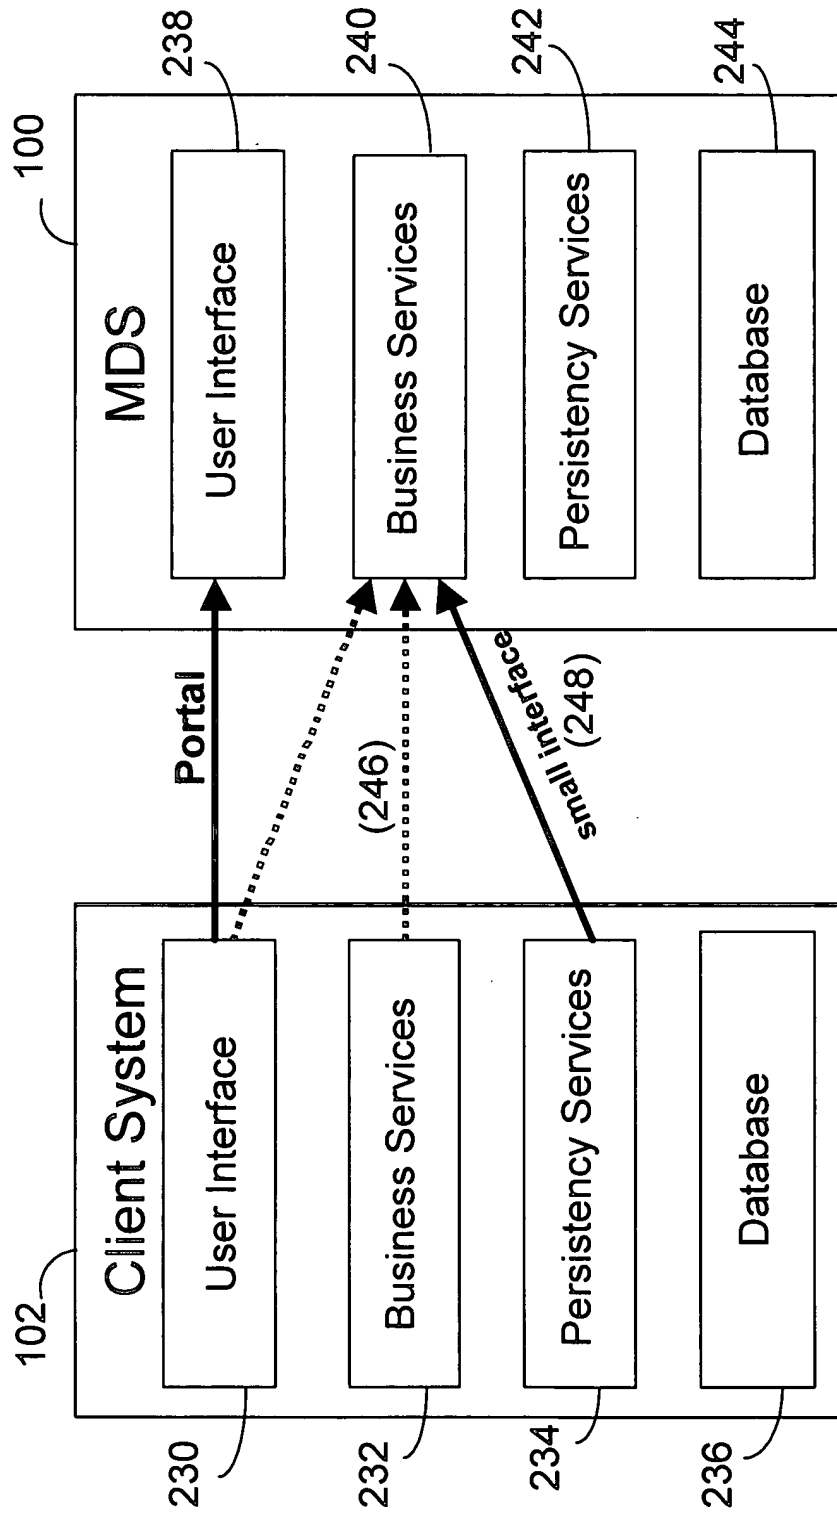 102
Client System
230
User Interface
232
Business Services
234
Persistency Services
236
Database
Portal
(246)
small interface
(248)
100
MDS
User Interface
238
Business Services
240
Persistency Services
242
Database
244